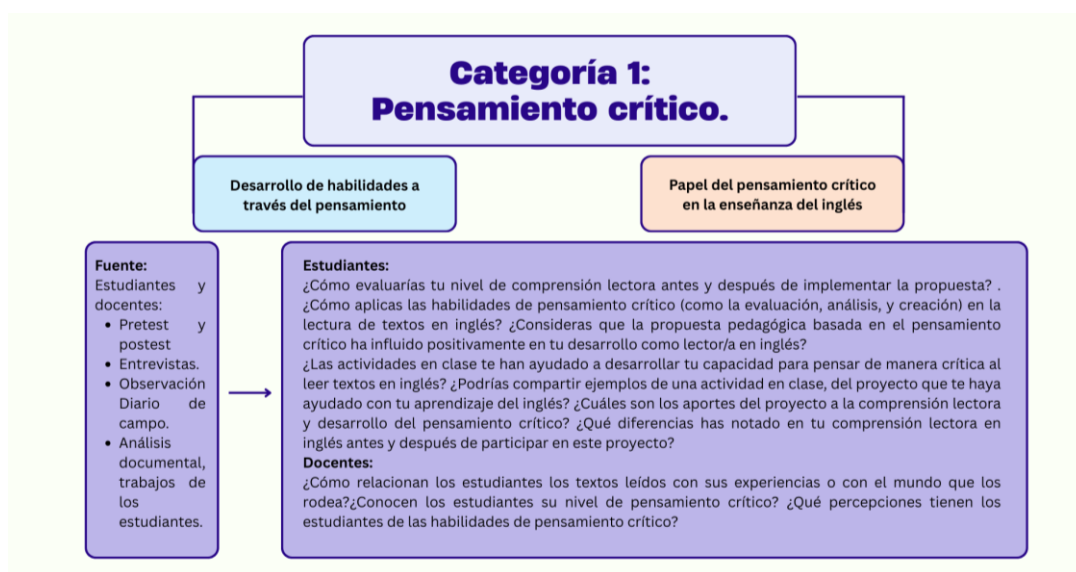 Categoría 1:
Pensamiento crítico.
Desarrollo de habilidades a
través del pensamiento
Papel del pensamiento crítico
en la enseñanza del inglés
Fuente:
Estudiantes y
docentes:
• Pretest y
postest
• Entrevistas.
• Observación
Diario de
campo.
• Análisis
documental,
trabajos de
los
estudiantes.
Estudiantes:
¿Cómo evaluarías tu nivel de comprensión lectora antes y después de implementar la propuesta? .
¿Cómo aplicas las habilidades de pensamiento crítico (como la evaluación, análisis, y creación) en la
lectura de textos en inglés? ¿Consideras que la propuesta pedagógica basada en el pensamiento
crítico ha influido positivamente en tu desarrollo como lector/a en inglés?
¿Las actividades en clase te han ayudado a desarrollar tu capacidad para pensar de manera crítica al
leer textos en inglés? ¿Podrías compartir ejemplos de una actividad en clase, del proyecto que te haya
ayudado con tu aprendizaje del inglés? ¿Cuáles son los aportes del proyecto a la comprensión lectora
y desarrollo del pensamiento crítico? ¿Qué diferencias has notado en tu comprensión lectora en
inglés antes y después de participar en este proyecto?
Docentes:
¿Cómo relacionan los estudiantes los textos leídos con sus experiencias o con el mundo que los
rodea?¿Conocen los estudiantes su nivel de pensamiento crítico? ¿Qué percepciones tienen los
estudiantes de las habilidades de pensamiento crítico?